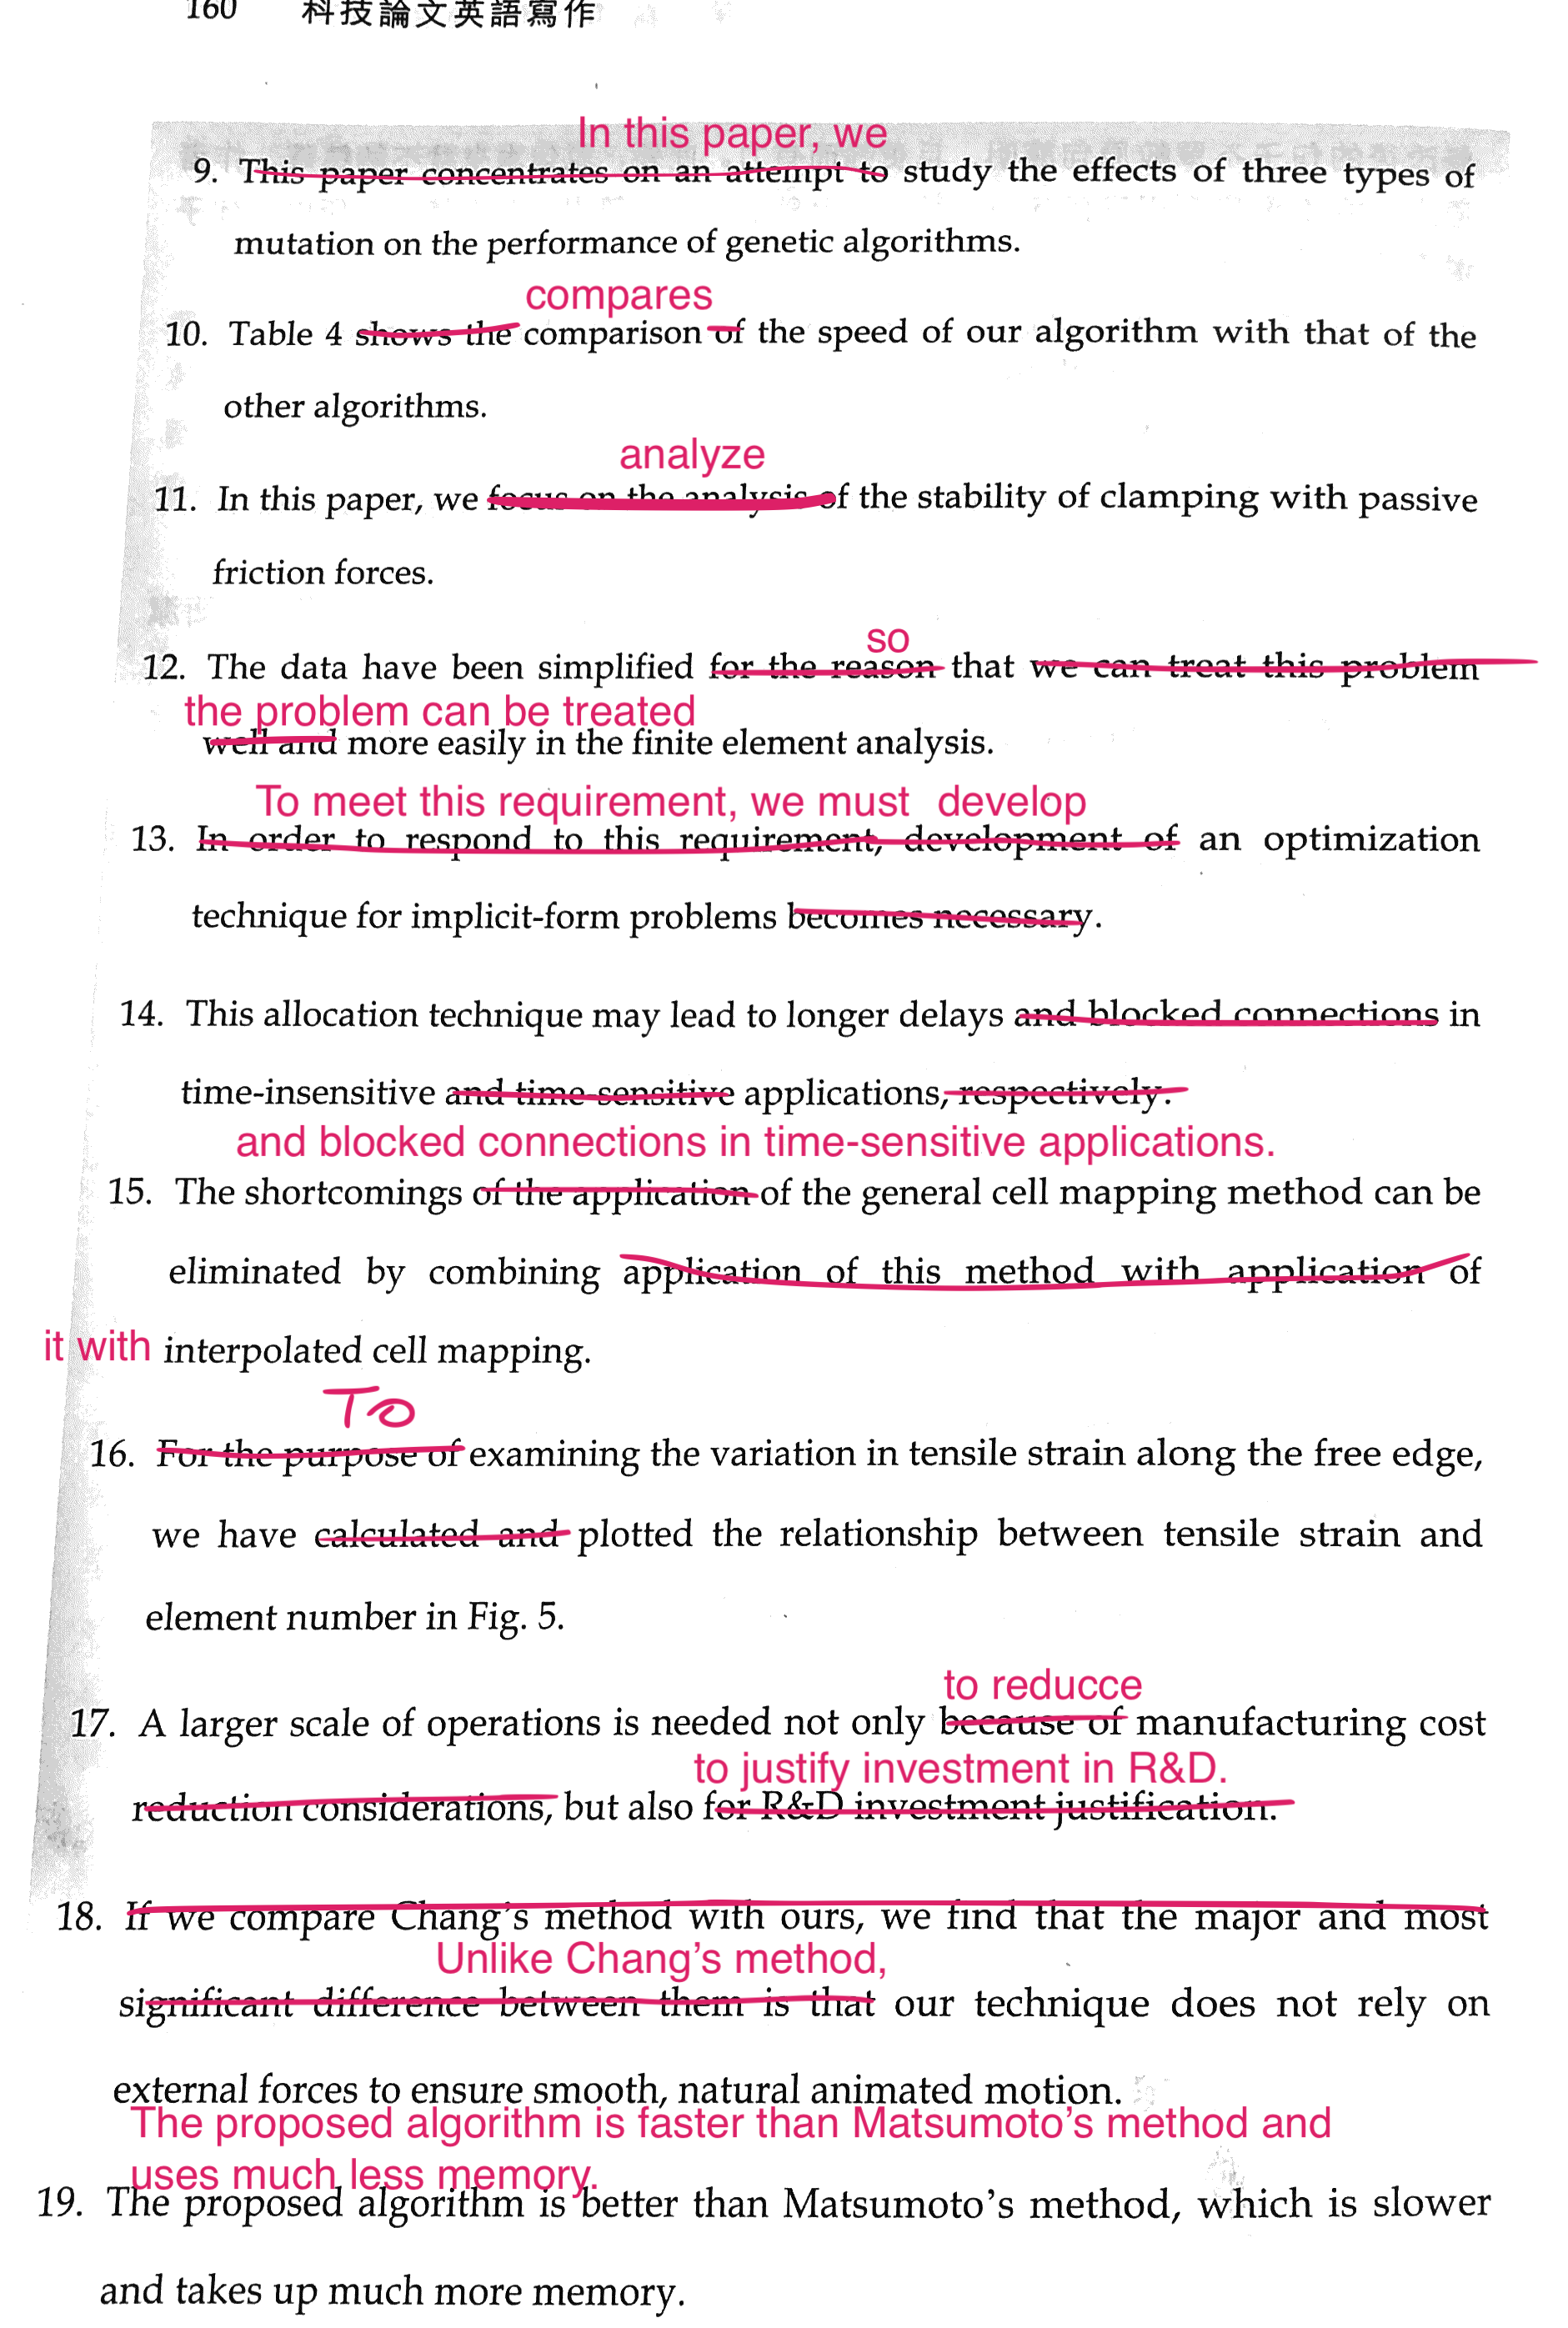 160 科技論文英語寫作
In this paper, we
9. This paper concentrates on an attempt to study the effects of three types of
mutation on the performance of genetic algorithms.
compares
10. Table 4 shows the comparison of the speed of our algorithm with that of the
other algorithms.
analyze
11. In this paper, we focus on the analysis of the stability of clamping with passive
friction forces.
so
12. The data have been simplified for the reason that we can treat this problem
the problem can be treated
well and more easily in the finite element analysis.
To meet this requirement, we must develop
13. In order to respond to this requirement, development of an optimization
technique for implicit-form problems becomes necessary.
14. This allocation technique may lead to longer delays and blocked connections in
time-insensitive and time-sensitive applications, respectively.
and blocked connections in time-sensitive applications.
15. The shortcomings of the application of the general cell mapping method can be
eliminated by combining application of this method with application of
it with interpolated cell mapping.
To
16. For the purpose of examining the variation in tensile strain along the free edge,
we have calculated and plotted the relationship between tensile strain and
element number in Fig. 5.
to reducce
17. A larger scale of operations is needed not only because of manufacturing cost
to justify investment in R&D.
reduction considerations, but also for R&D investment justification.
18. If we compare Chang's method with ours, we find that the major and most
Unlike Chang's method,
significant difference between them is that our technique does not rely on
external forces to ensure smooth, natural animated motion.
The proposed algorithm is faster than Matsumoto's method and
uses much less memory.
19. The proposed algorithm is better than Matsumoto's method, which is slower
and takes up much more memory.